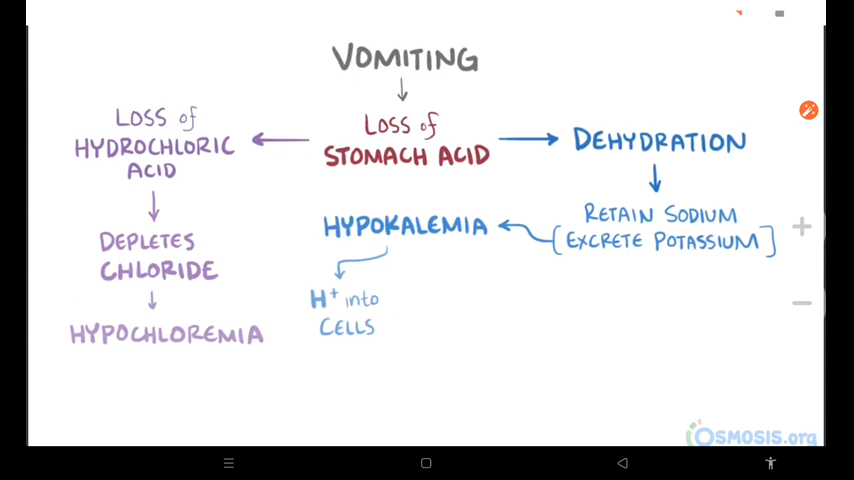 VOMITING
LOSS of
HYDROCHLORIC
ACID
LOSS of
STOMACH ACID
DEHYDRATION
DEPLETES
CHLORIDE
HYPOCHLOREMIA
HYPOKALEMIA
H+ into
CELLS
RETAIN SODIUM
[EXCRETE POTASSIUM]
OSMOSIS.org